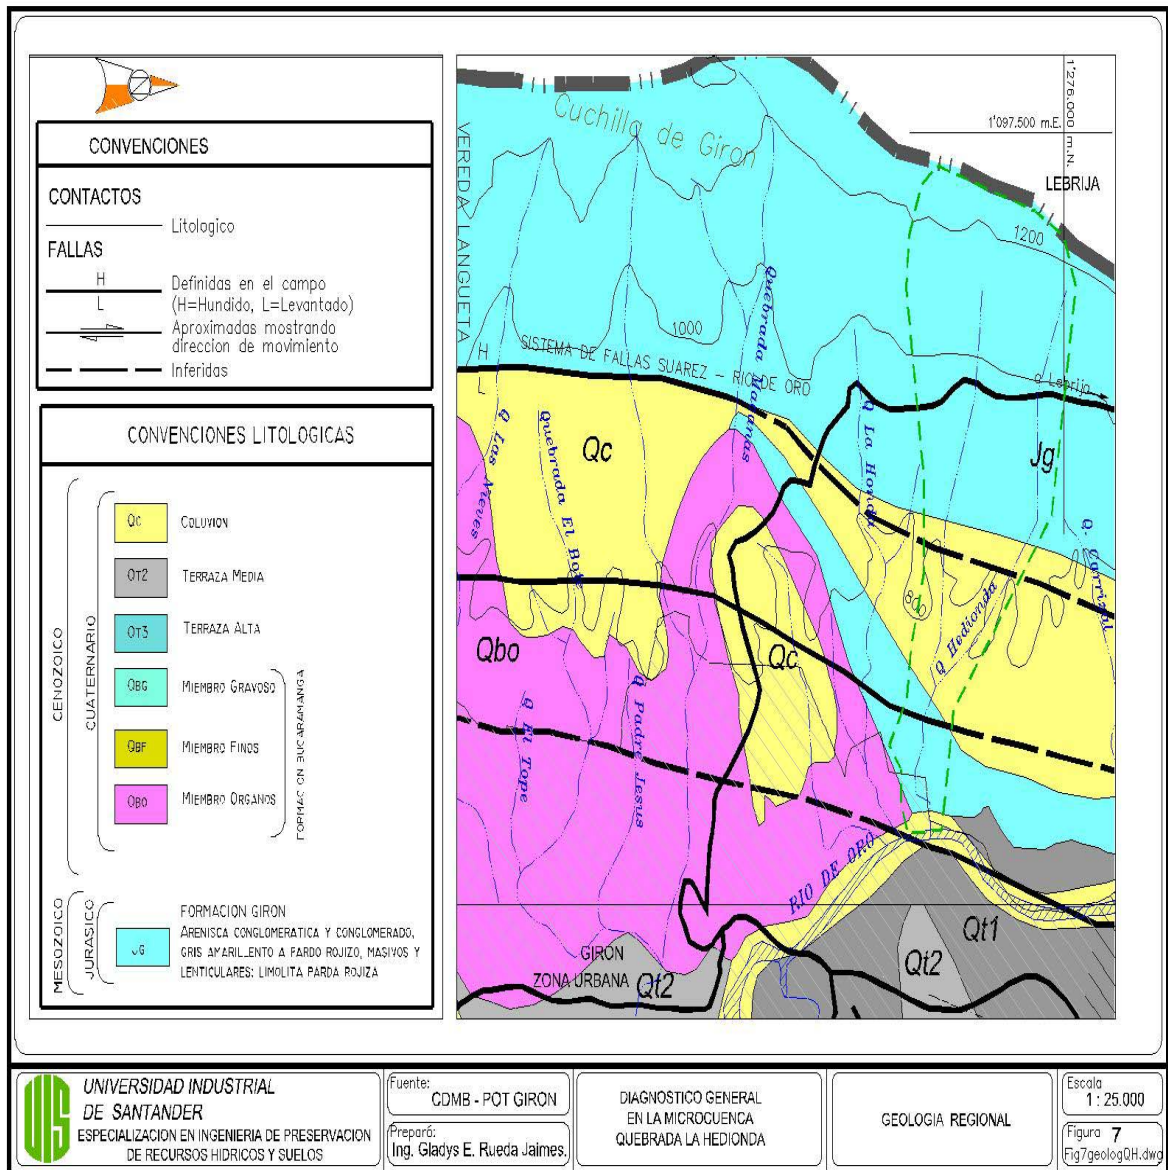 CONVENCIONES
CONTACTOS
Litologico
FALLAS
H
L
Definidas en el campo
(H=Hundido, L=Levantado)
Aproximadas mostrando
direccion de movimiento
Inferidas
CONVENCIONES LITOLOGICAS
CENOZOICO
CUATERNARIO
QC COLUVION
QT2 TERRAZA MEDIA
QT3 TERRAZA ALTA
QBG MIEMBRO GRAVOSO
QBF MIEMBRO FINOS
QBO MIEMBRO ORGANOS
FORMACION BUCARAMANGA
MESOZOICO
JURASICO
FORMACION GIRON
JG
ARENISCA CONGLOMERATICA Y CONGLOMERADO,
GRIS AMARILLENTO A PARDO ROJIZO, MASIVOS Y
LENTICULARES; LIMOLITA PARDA ROJIZA
Cuchilla de Giron
VEREDA LANGUETA
1'276.000 m.N.
1'097.500 m.E.
LEBRIJA
1200
1000
H
L
SISTEMA DE FALLAS SUAREZ - RIO DE ORO
a Lebrija
Quebrada Mananas
Q Las Nieves
Quebrada El Bote
Qc
Q La Honda
Jg
Q. Carrizal
800
Q Hedionda
Qbo
Qc
Q El Tope
Q Padre Jesus
RIO DE ORO
GIRON
ZONA URBANA
Qt2
Qt1
Qt2
UIS
UNIVERSIDAD INDUSTRIAL
DE SANTANDER
ESPECIALIZACION EN INGENIERIA DE PRESERVACION
DE RECURSOS HIDRICOS Y SUELOS
Fuente:
CDMB - POT GIRON
Preparó:
Ing. Gladys E. Rueda Jaimes.
DIAGNOSTICO GENERAL
EN LA MICROCUENCA
QUEBRADA LA HEDIONDA
GEOLOGIA REGIONAL
Escala
1 : 25.000
Figura 7
Fig7geologQH.dwg